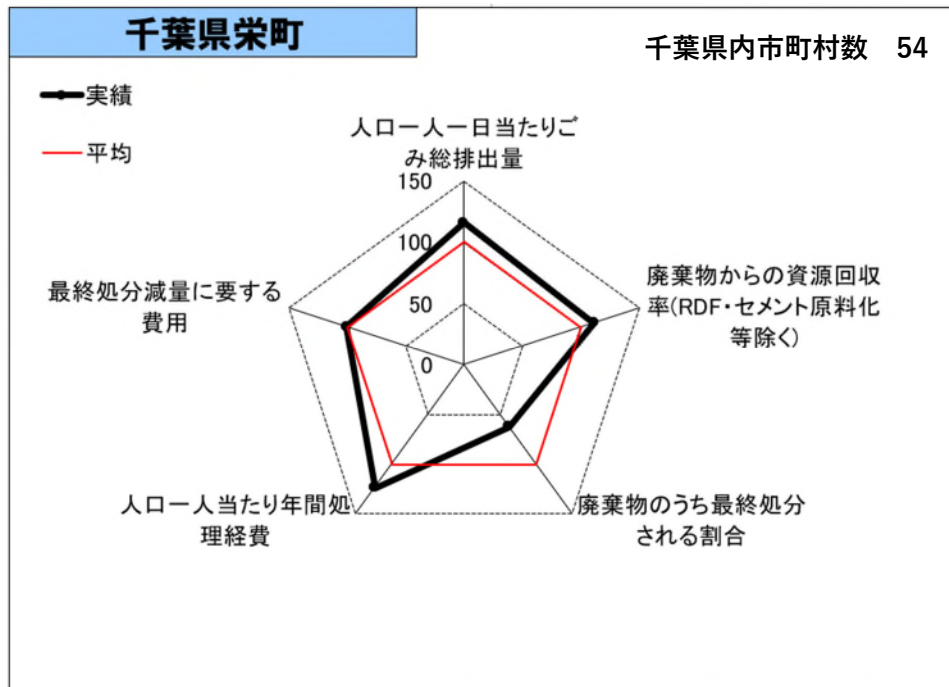 千葉県栄町
千葉県内市町村数　54
実績
平均
人口一人一日当たりご
み総排出量
150
100
50
0
廃棄物からの資源回収
率(RDF・セメント原料化
等除く)
廃棄物のうち最終処分
される割合
人口一人当たり年間処
理経費
最終処分減量に要する
費用